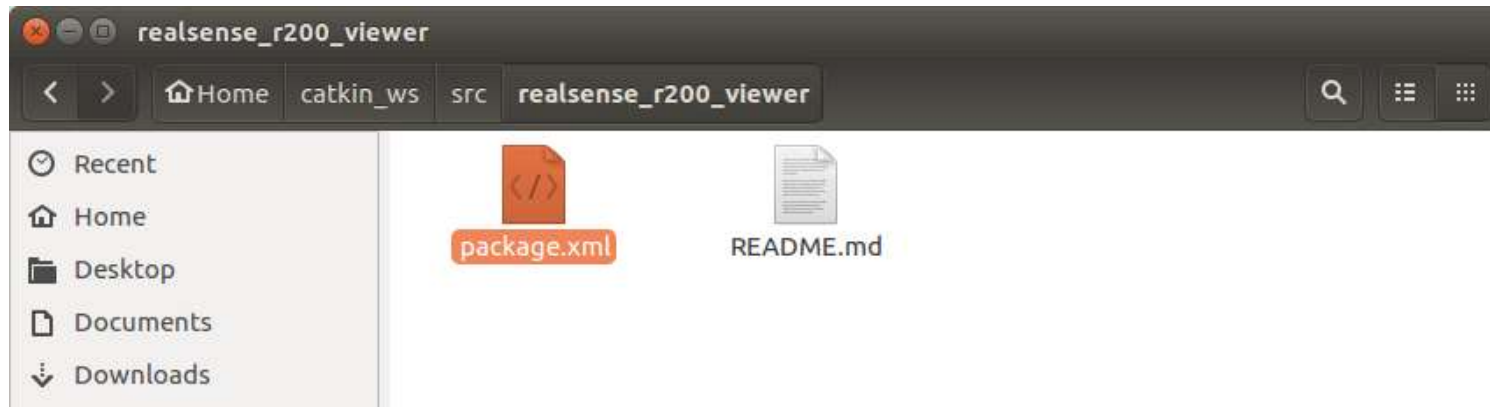 realsense_r200_viewer
Home catkin_ws src realsense_r200_viewer
Recent
Home
Desktop
Documents
Downloads
package.xml README.md